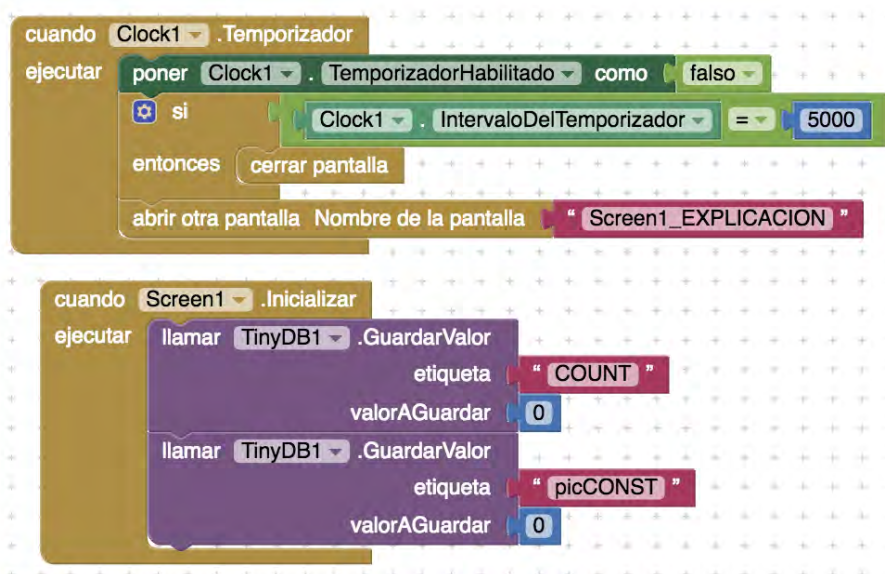 cuando Clock1 .Temporizador
ejecutar poner Clock1 . TemporizadorHabilitado como falso
si Clock1 . IntervaloDelTemporizador = 5000
entonces cerrar pantalla
abrir otra pantalla Nombre de la pantalla " Screen1_EXPLICACION "
cuando Screen1 .Inicializar
ejecutar llamar TinyDB1 .GuardarValor
etiqueta " COUNT "
valorAGuardar 0
llamar TinyDB1 .GuardarValor
etiqueta " picCONST "
valorAGuardar 0